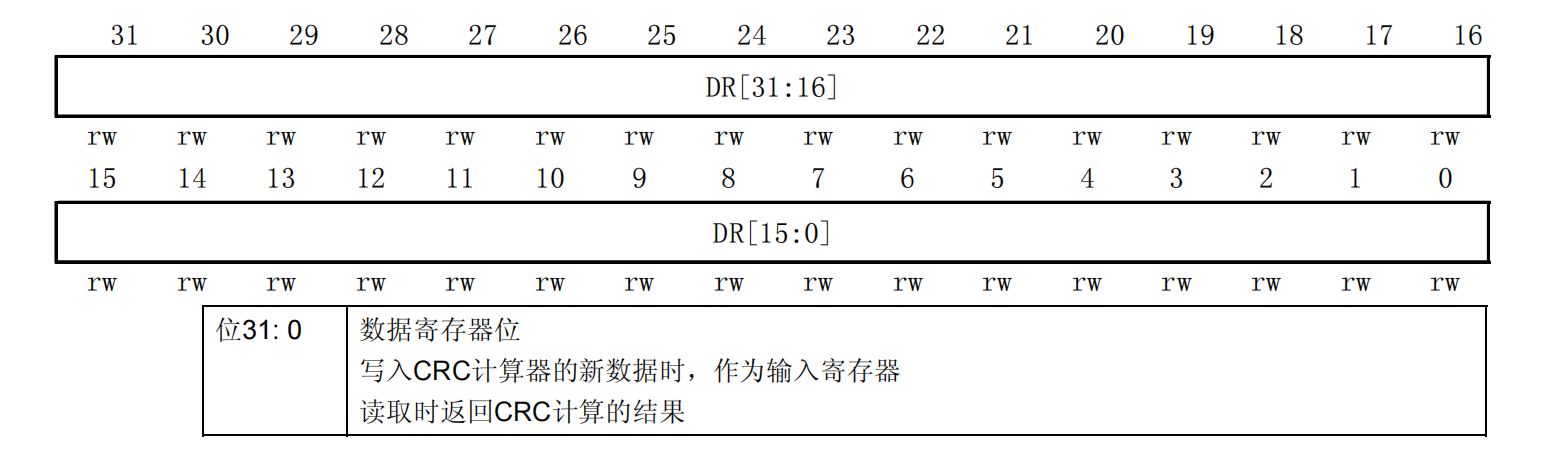 31 30 29 28 27 26 25 24 23 22 21 20 19 18 17 16
DR[31:16]
rw rw rw rw rw rw rw rw rw rw rw rw rw rw rw rw
15 14 13 12 11 10 9 8 7 6 5 4 3 2 1 0
DR[15:0]
rw rw rw rw rw rw rw rw rw rw rw rw rw rw rw rw
位31: 0 数据寄存器位
写入CRC计算器的新数据时，作为输入寄存器
读取时返回CRC计算的结果